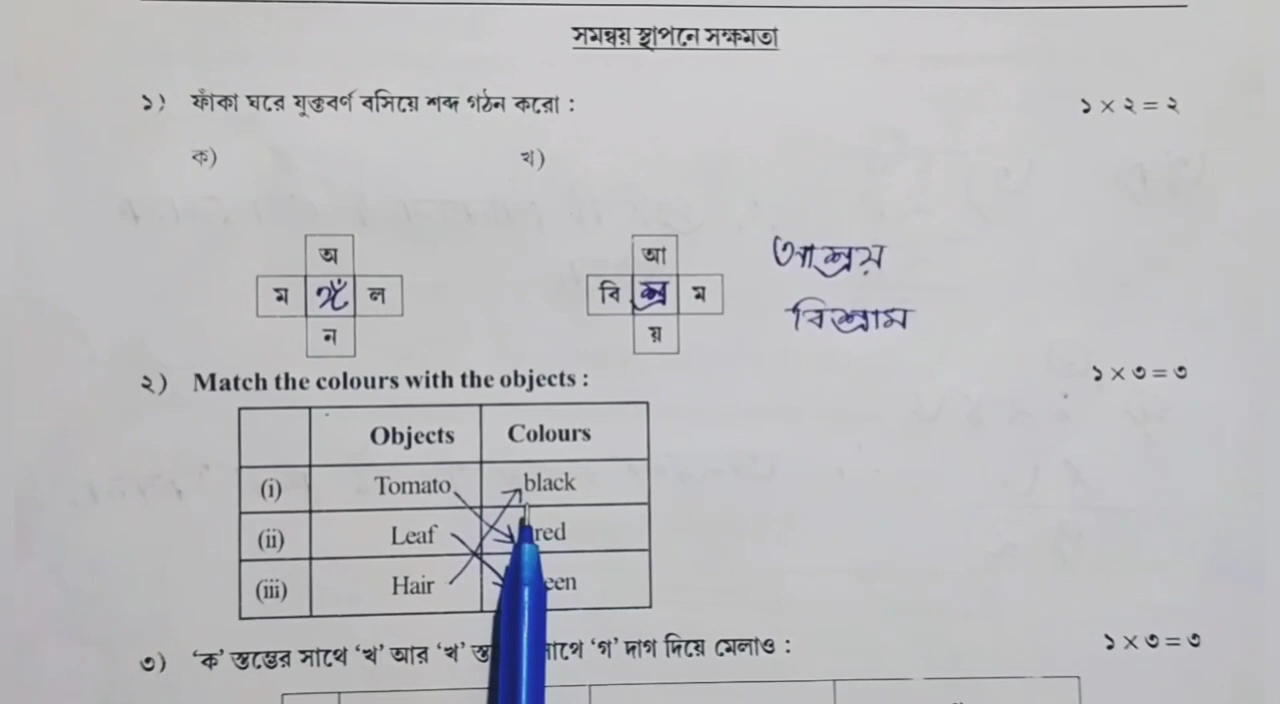 সমন্বয় স্থাপনে সক্ষমতা
১) ফাঁকা ঘরে যুক্তবর্ণ বসিয়ে শব্দ গঠন করো : ১ × ২ = ২
ক) খ)
অ আ
ম ল বি শ্র ম
ন য়
আশ্রয়
বিশ্রাম
২) Match the colours with the objects : ১ × ৩ = ৩
Objects Colours
(i) Tomato black
(ii) Leaf red
(iii) Hair
৩) ‘ক’ স্তম্ভের সাথে ‘খ’ আর ‘খ’ ‘গ’ দাগ দিয়ে মেলাও : ১ × ৩ = ৩